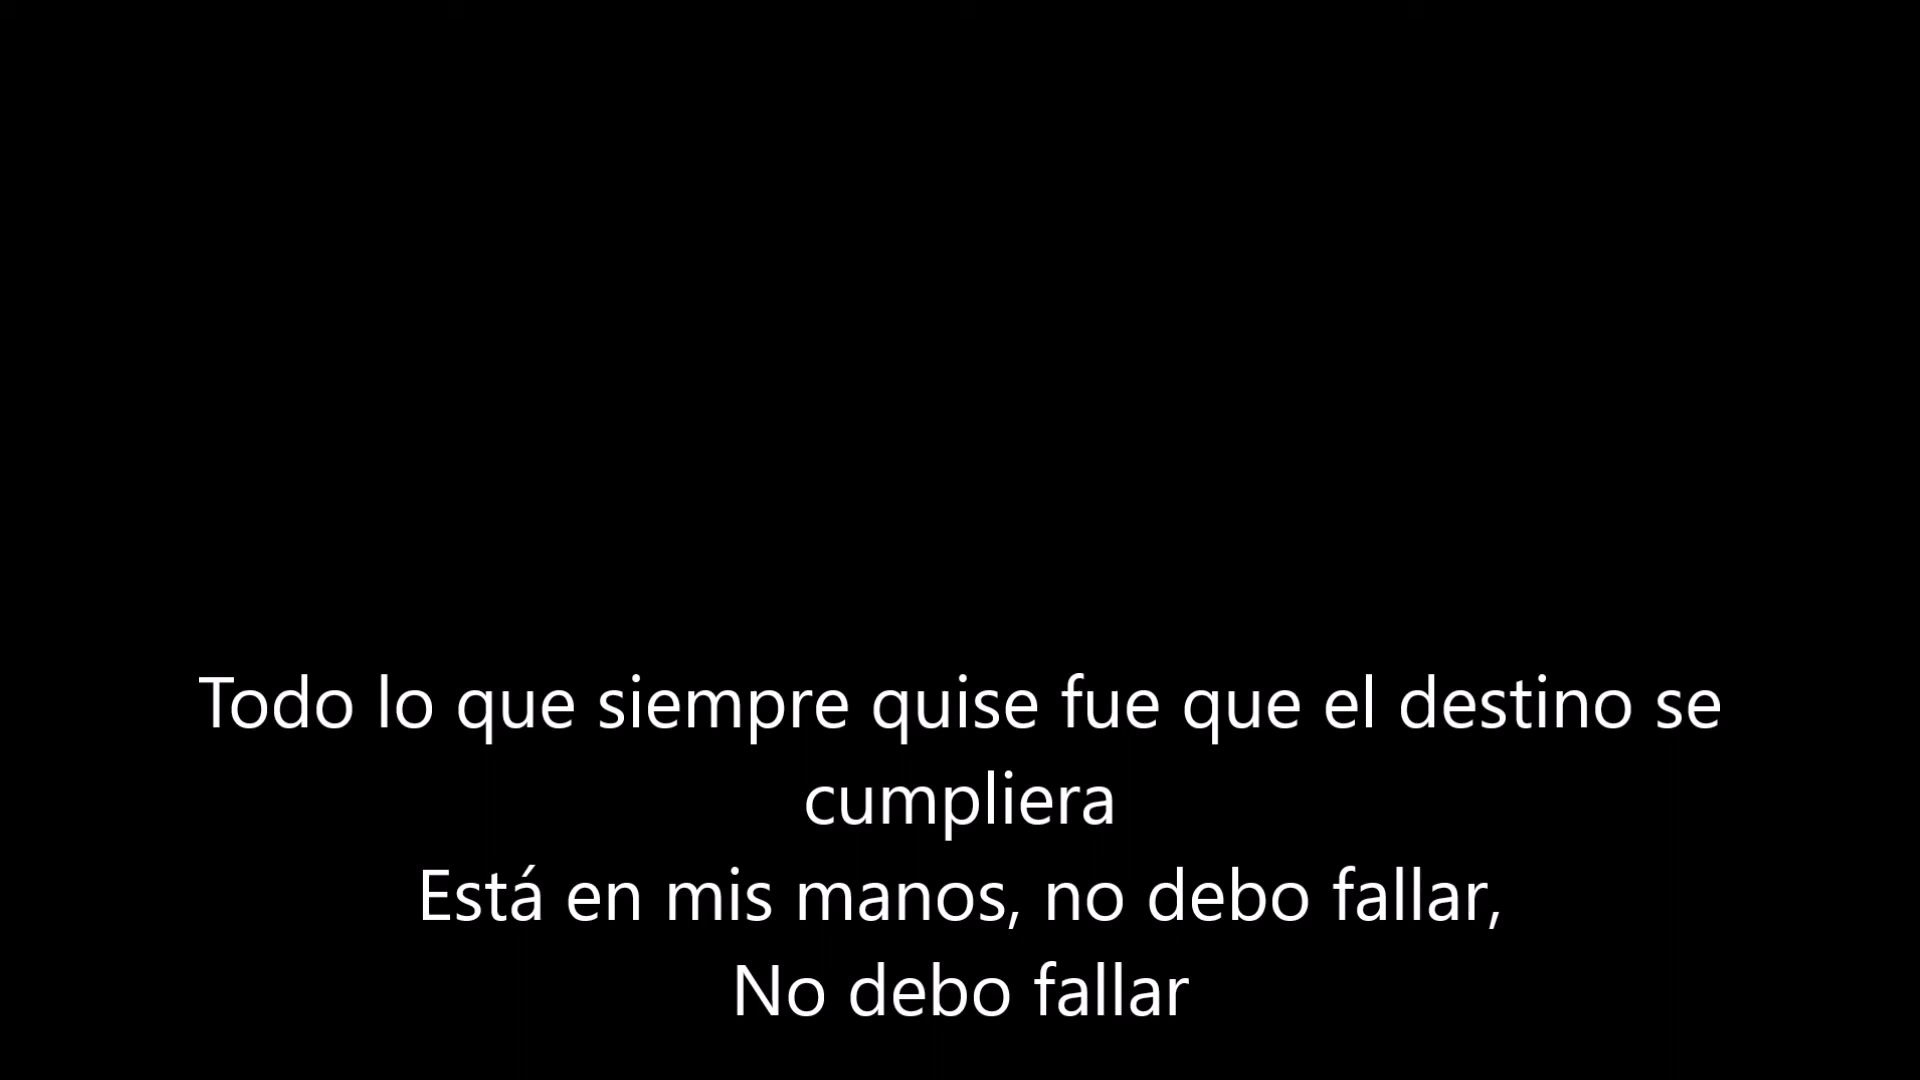 Todo lo que siempre quise fue que el destino se
cumpliera
Está en mis manos, no debo fallar,
No debo fallar